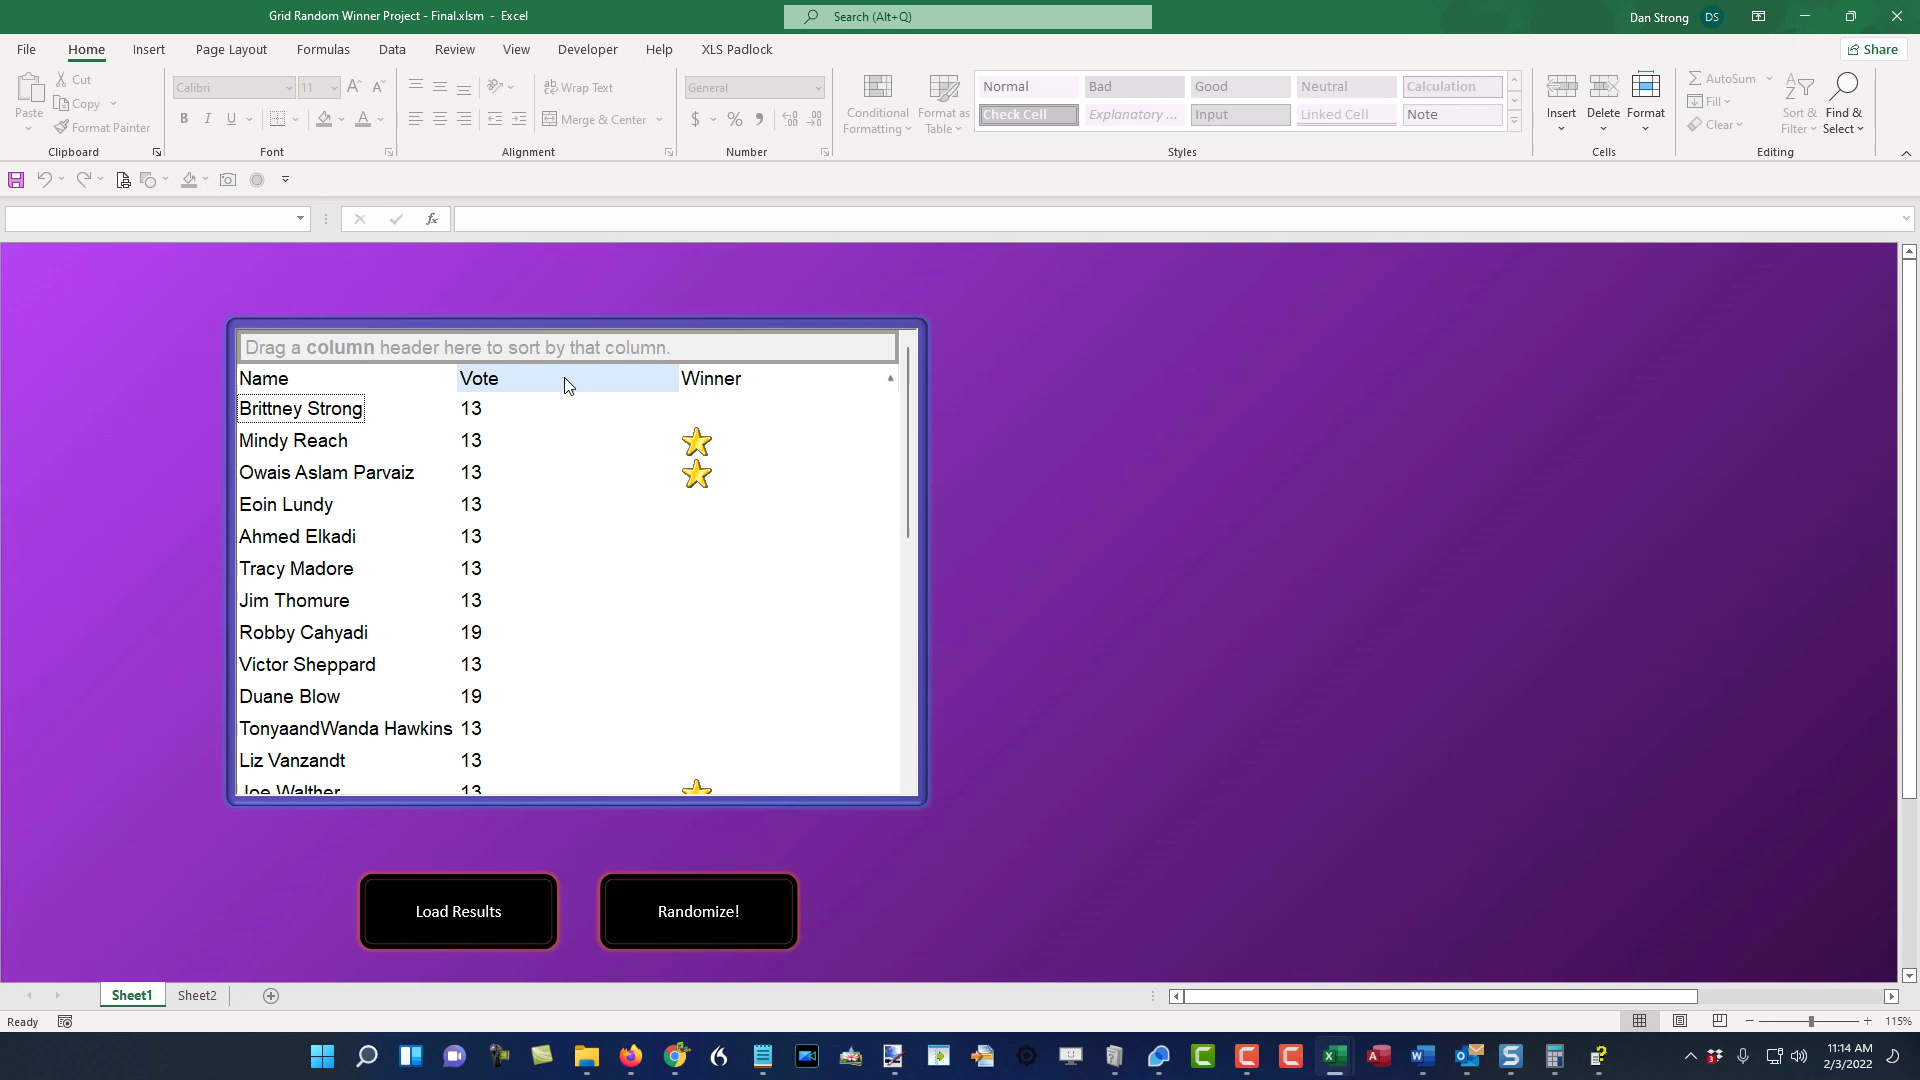 Grid Random Winner Project - Final.xlsm - Excel
Search (Alt+Q)
Dan Strong
DS
File Home Insert Page Layout Formulas Data Review View Developer Help XLS Padlock
Share
Paste
Cut
Copy
Format Painter
Clipboard
Calibri
11
B I U
Font
Wrap Text
Merge & Center
Alignment
General
$ % 9
Number
Conditional
Formatting
Format as
Table
Normal Bad Good Neutral Calculation
Check Cell Explanatory ... Input Linked Cell Note
Styles
Insert Delete Format
Cells
AutoSum
Fill
Clear
Sort &
Filter
Find &
Select
Editing
fx
Drag a column header here to sort by that column.
Name Vote Winner
Brittney Strong 13
Mindy Reach 13
Owais Aslam Parvaiz 13
Eoin Lundy 13
Ahmed Elkadi 13
Tracy Madore 13
Jim Thomure 13
Robby Cahyadi 19
Victor Sheppard 13
Duane Blow 19
TonyaandWanda Hawkins 13
Liz Vanzandt 13
Joe Walther 13
Load Results
Randomize!
Sheet1 Sheet2
Ready
115%
11:14 AM
2/3/2022